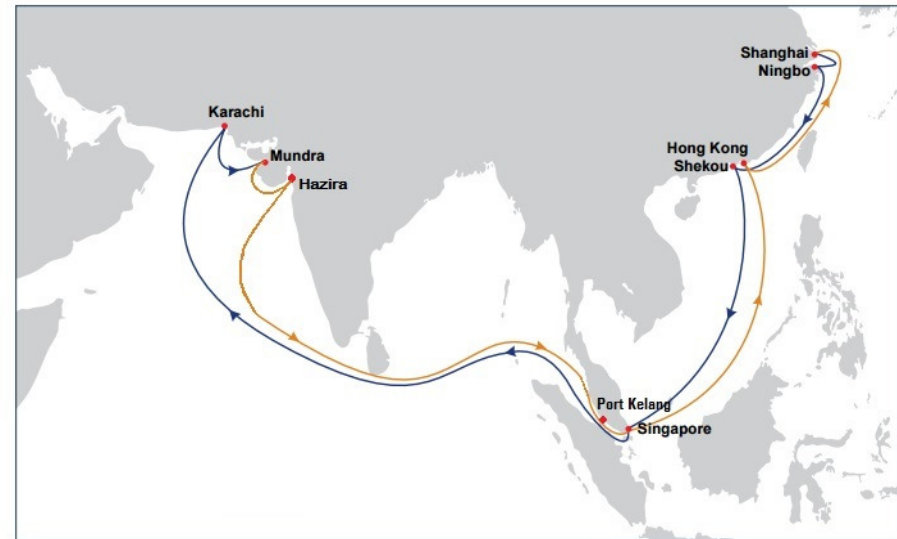 Shanghai
Ningbo
Karachi
Hong Kong
Mundra
Shekou
Hazira
Port Kelang
Singapore